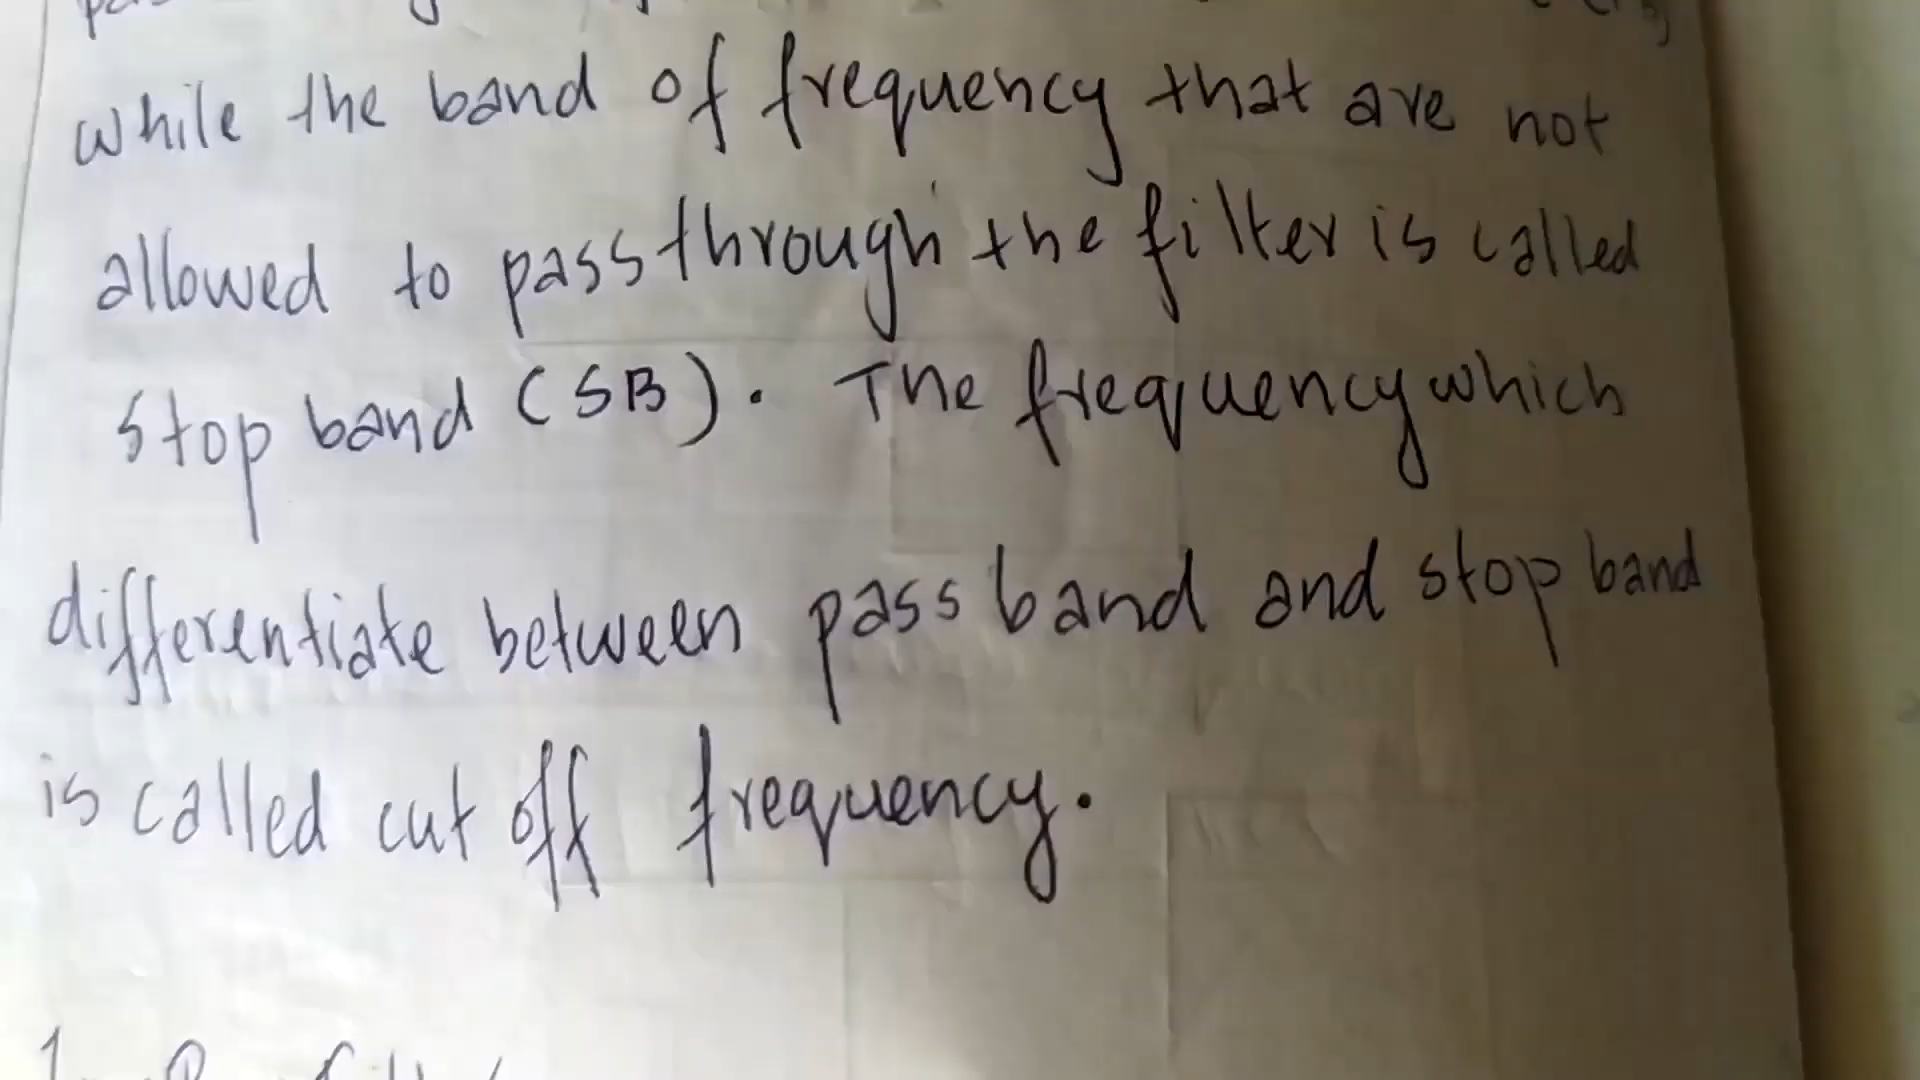 while the band of frequency that are not
allowed to pass through the filter is called
stop band (SB). The frequency which
differentiate between pass band and stop band
is called cut off frequency.